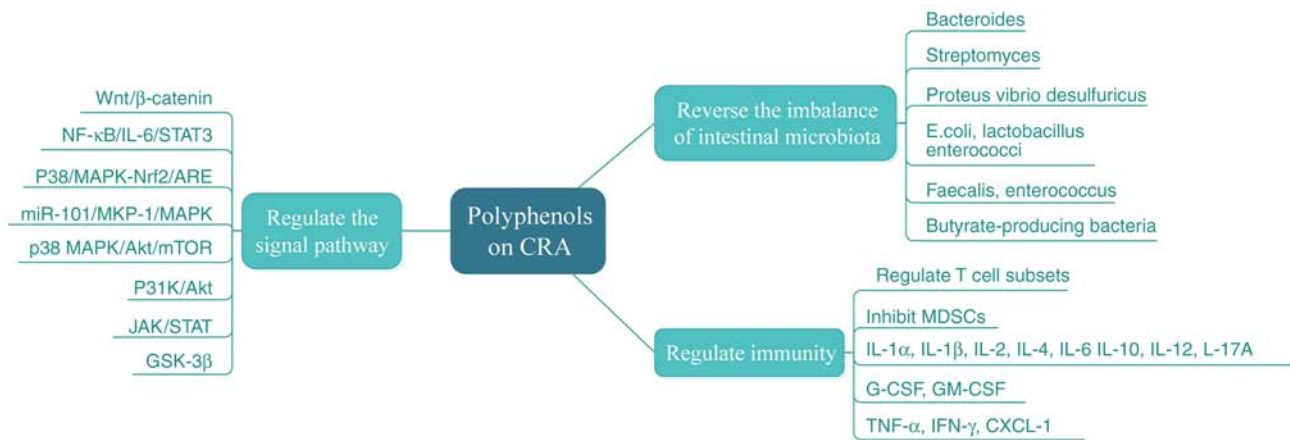 Wnt/β-catenin
NF-κB/IL-6/STAT3
P38/MAPK-Nrf2/ARE
miR-101/MKP-1/MAPK
p38 MAPK/Akt/mTOR
P31K/Akt
JAK/STAT
GSK-3β
Regulate the
signal pathway
Polyphenols
on CRA
Reverse the imbalance
of intestinal microbiota
Bacteroides
Streptomyces
Proteus vibrio desulfuricus
E.coli, lactobacillus
enterococci
Faecalis, enterococcus
Butyrate-producing bacteria
Regulate immunity
Regulate T cell subsets
Inhibit MDSCs
IL-1α, IL-1β, IL-2, IL-4, IL-6 IL-10, IL-12, L-17A
G-CSF, GM-CSF
TNF-α, IFN-γ, CXCL-1